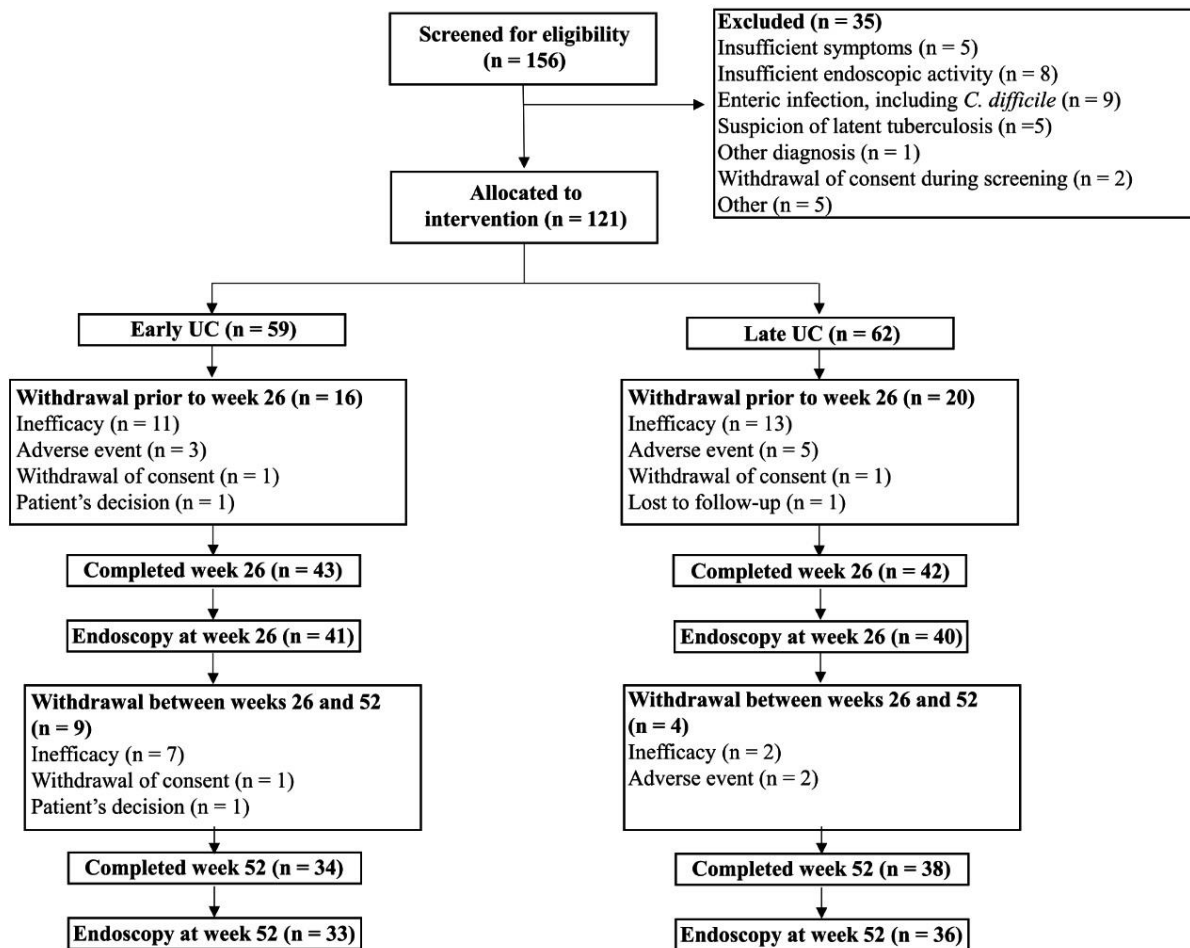 Screened for eligibility
(n = 156)
Excluded (n = 35)
Insufficient symptoms (n = 5)
Insufficient endoscopic activity (n = 8)
Enteric infection, including C. difficile (n = 9)
Suspicion of latent tuberculosis (n =5)
Other diagnosis (n = 1)
Withdrawal of consent during screening (n = 2)
Other (n = 5)
Allocated to
intervention (n = 121)
Early UC (n = 59)
Withdrawal prior to week 26 (n = 16)
Inefficacy (n = 11)
Adverse event (n = 3)
Withdrawal of consent (n = 1)
Patient’s decision (n = 1)
Completed week 26 (n = 43)
Endoscopy at week 26 (n = 41)
Withdrawal between weeks 26 and 52
(n = 9)
Inefficacy (n = 7)
Withdrawal of consent (n = 1)
Patient’s decision (n = 1)
Completed week 52 (n = 34)
Endoscopy at week 52 (n = 33)
Late UC (n = 62)
Withdrawal prior to week 26 (n = 20)
Inefficacy (n = 13)
Adverse event (n = 5)
Withdrawal of consent (n = 1)
Lost to follow-up (n = 1)
Completed week 26 (n = 42)
Endoscopy at week 26 (n = 40)
Withdrawal between weeks 26 and 52
(n = 4)
Inefficacy (n = 2)
Adverse event (n = 2)
Completed week 52 (n = 38)
Endoscopy at week 52 (n = 36)